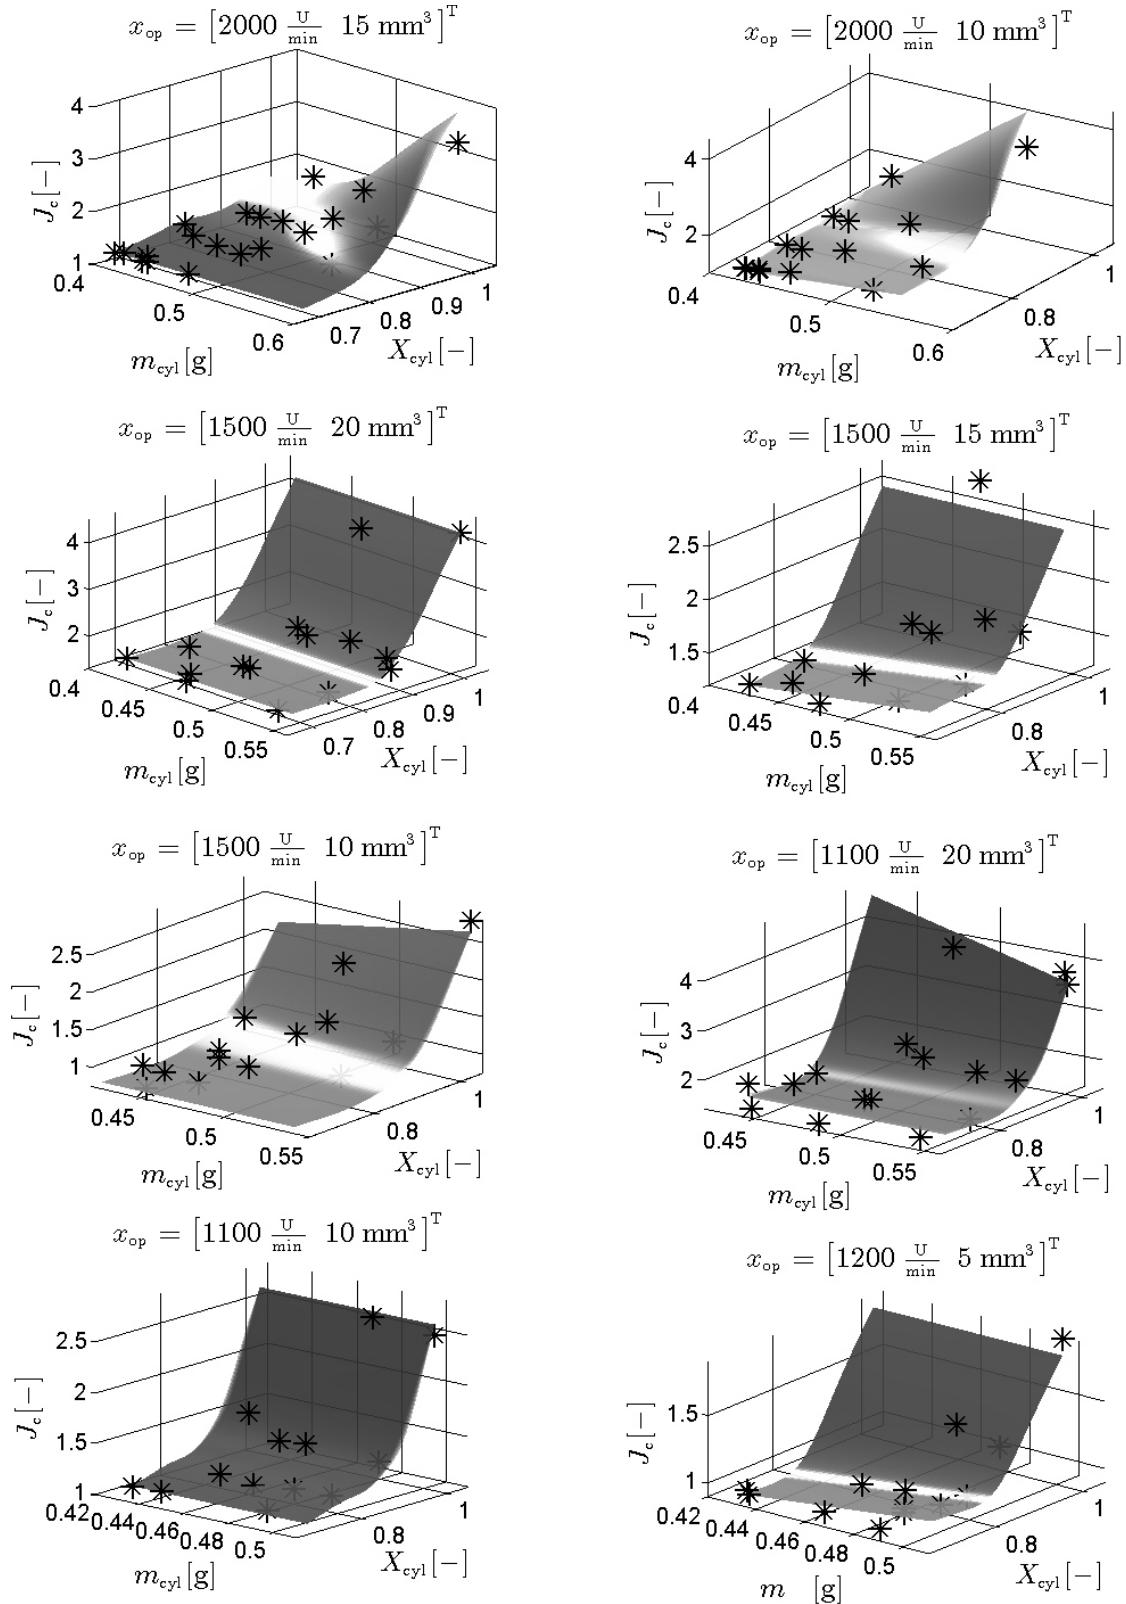 x_op = [2000 U/min 15 mm³]^T
J_c [−]
4
3
2
1
0.4
0.5
0.6
0.7
0.8
0.9
1
m_cyl [g]
X_cyl [−]
x_op = [2000 U/min 10 mm³]^T
J_c [−]
4
2
0.4
0.5
0.6
0.8
1
m_cyl [g]
X_cyl [−]
x_op = [1500 U/min 20 mm³]^T
J_c [−]
4
3
2
0.4
0.45
0.5
0.55
0.7
0.8
0.9
1
m_cyl [g]
X_cyl [−]
x_op = [1500 U/min 15 mm³]^T
J_c [−]
2.5
2
1.5
0.4
0.45
0.5
0.55
0.8
1
m_cyl [g]
X_cyl [−]
x_op = [1500 U/min 10 mm³]^T
J_c [−]
2.5
2
1.5
1
0.45
0.5
0.55
0.8
1
m_cyl [g]
X_cyl [−]
x_op = [1100 U/min 20 mm³]^T
J_c [−]
4
3
2
0.45
0.5
0.55
0.8
1
m_cyl [g]
X_cyl [−]
x_op = [1100 U/min 10 mm³]^T
J_c [−]
2.5
2
1.5
1
0.42
0.44
0.46
0.48
0.5
0.8
1
m_cyl [g]
X_cyl [−]
x_op = [1200 U/min 5 mm³]^T
J_c [−]
1.5
1
0.42
0.44
0.46
0.48
0.5
0.8
1
m [g]
X_cyl [−]